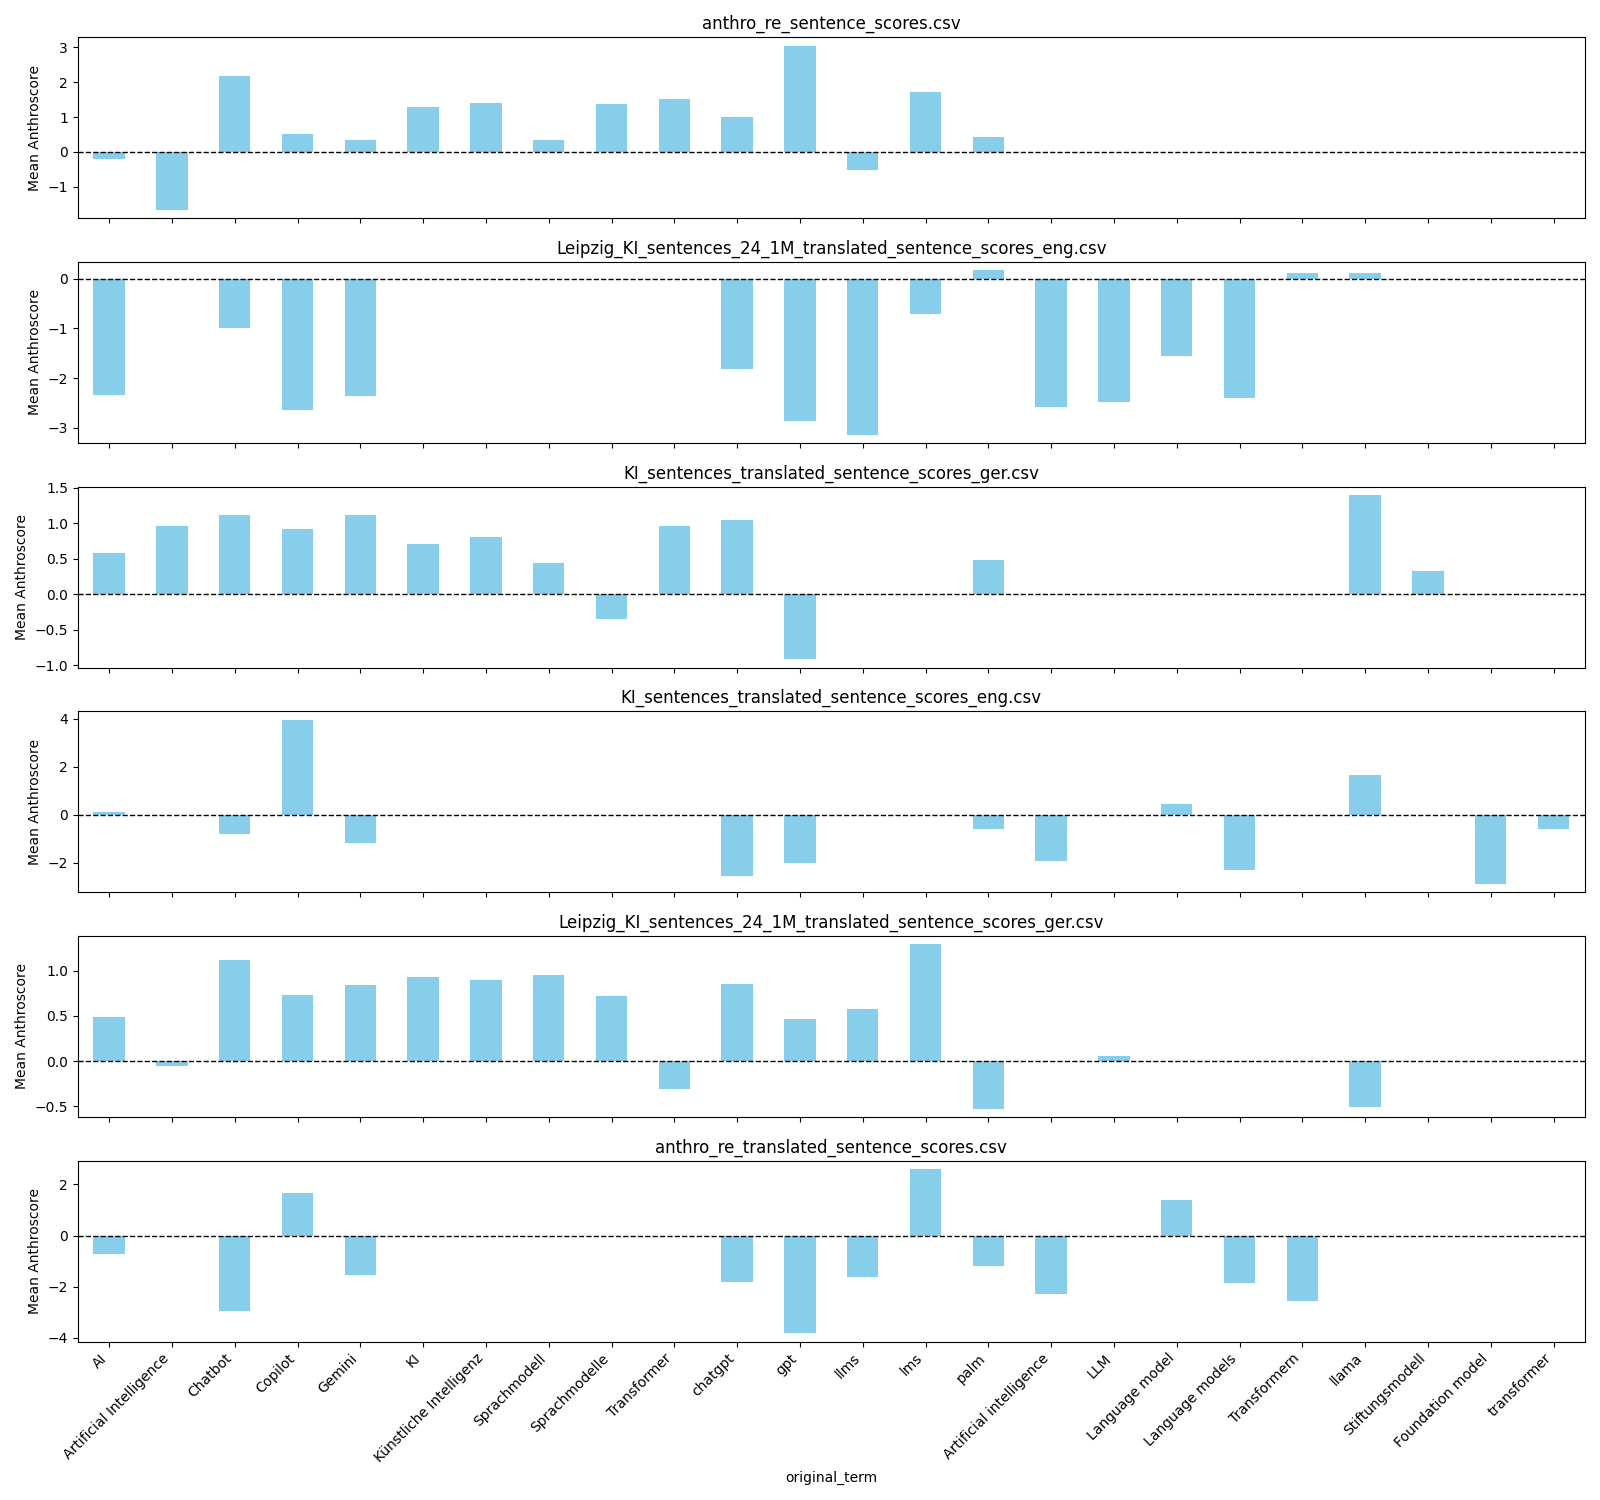 anthro_re_sentence_scores.csv
Mean Anthroscore
3
2
1
0
−1
Leipzig_KI_sentences_24_1M_translated_sentence_scores_eng.csv
Mean Anthroscore
0
−1
−2
−3
KI_sentences_translated_sentence_scores_ger.csv
Mean Anthroscore
1.5
1.0
0.5
0.0
−0.5
−1.0
KI_sentences_translated_sentence_scores_eng.csv
Mean Anthroscore
4
2
0
−2
Leipzig_KI_sentences_24_1M_translated_sentence_scores_ger.csv
Mean Anthroscore
1.0
0.5
0.0
−0.5
anthro_re_translated_sentence_scores.csv
Mean Anthroscore
2
0
−2
−4
AI
Artificial Intelligence
Chatbot
Copilot
Gemini
KI
Künstliche Intelligenz
Sprachmodell
Sprachmodelle
Transformer
chatgpt
gpt
llms
lms
palm
Artificial intelligence
LLM
Language model
Language models
Transformern
llama
Stiftungsmodell
Foundation model
transformer
original_term